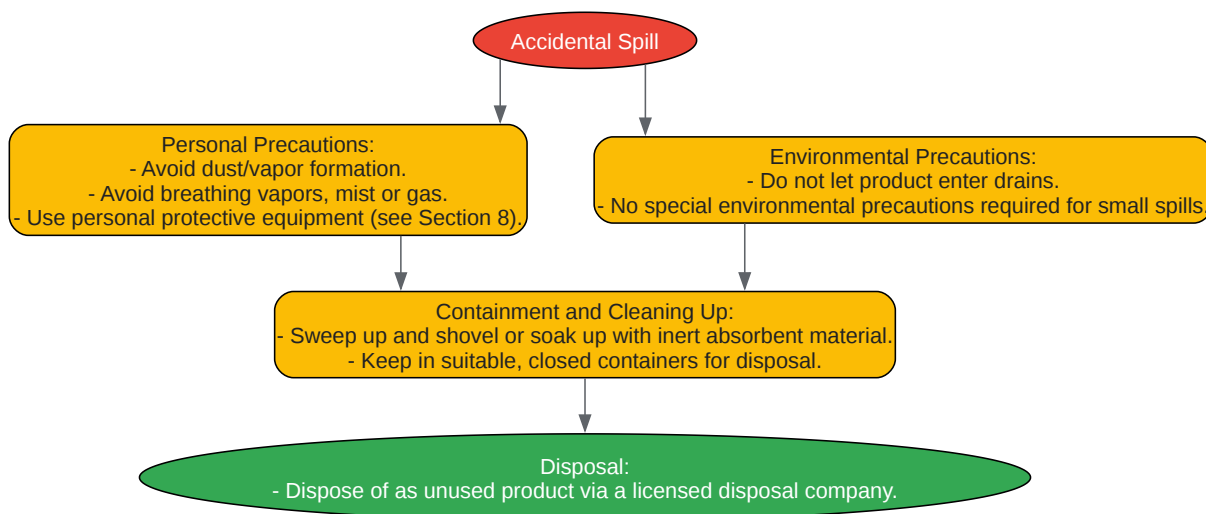 Accidental Spill
Personal Precautions:
- Avoid dust/vapor formation.
- Avoid breathing vapors, mist or gas.
- Use personal protective equipment (see Section 8).
Environmental Precautions:
- Do not let product enter drains.
- No special environmental precautions required for small spills.
Containment and Cleaning Up:
- Sweep up and shovel or soak up with inert absorbent material.
- Keep in suitable, closed containers for disposal.
Disposal:
- Dispose of as unused product via a licensed disposal company.